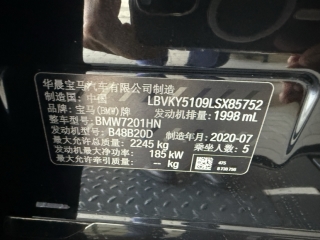 华晨宝马汽车有限公司制造
制造国：中国 LBVKY5109LSX85752
品牌：宝马(BMW)牌 发动机排量：1998 mL
整车型号：BMW7201HN
发动机型号：B48B20D 制造年月：2020-07
最大允许总质量：2245 kg 乘坐人数：5
发动机最大净功率：185 kW
最大允许牵引质量：- kg